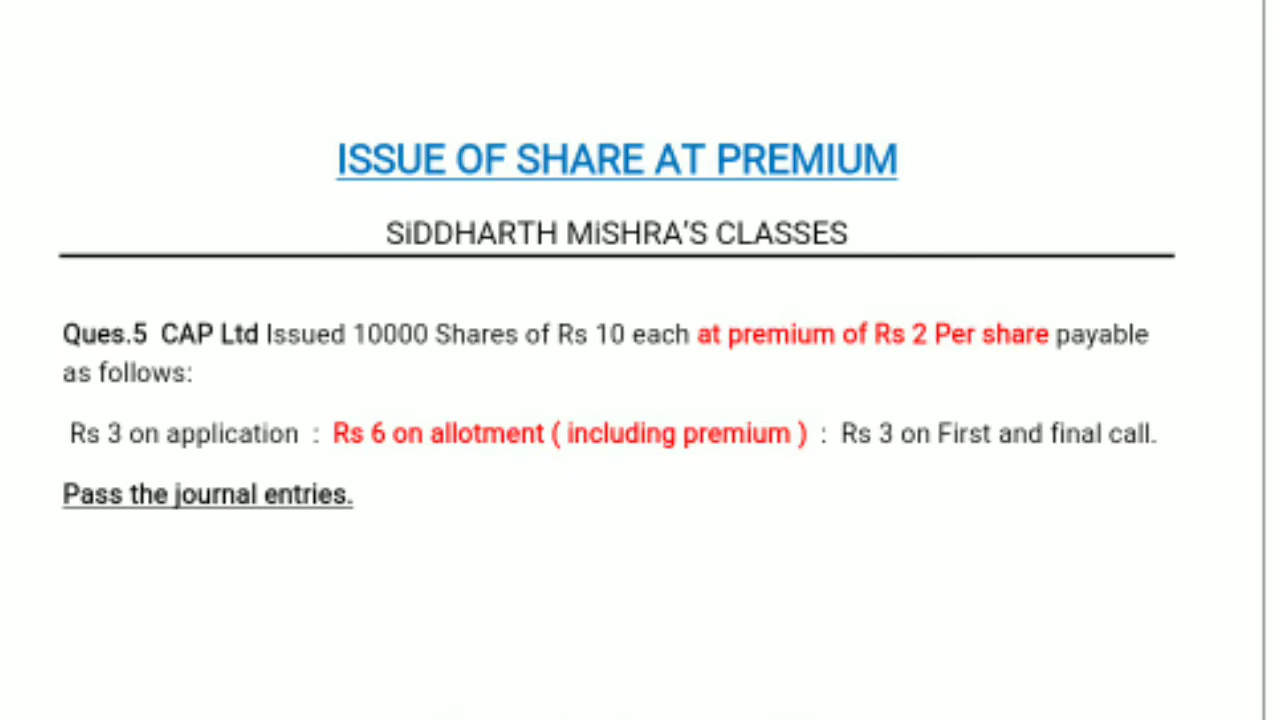 ISSUE OF SHARE AT PREMIUM
SiDDHARTH MiSHRA'S CLASSES
Ques.5 CAP Ltd Issued 10000 Shares of Rs 10 each at premium of Rs 2 Per share payable
as follows:
Rs 3 on application : Rs 6 on allotment ( including premium ) : Rs 3 on First and final call.
Pass the journal entries.